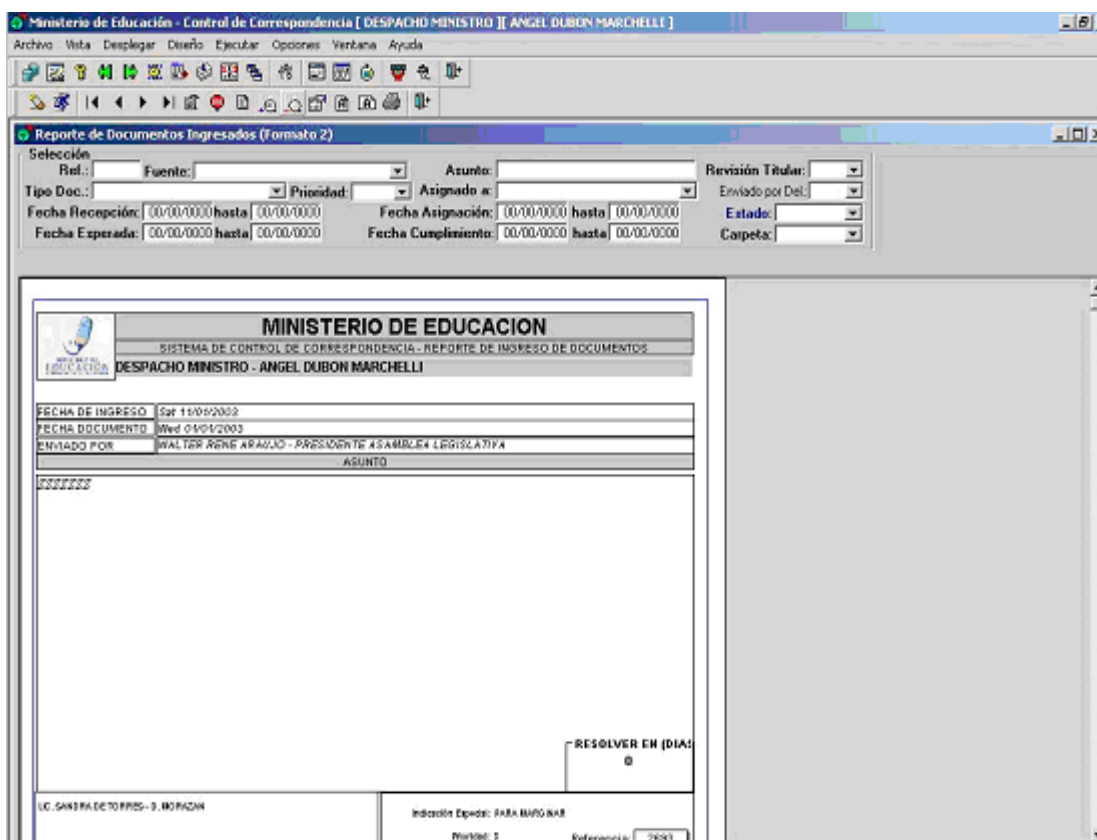 Ministerio de Educación - Control de Correspondencia [ DESPACHO MINISTRO ][ ANGEL DUBON MARCHELLI ]
Archivo Vista Desplegar Diseño Ejecutar Opciones Ventana Ayuda
Reporte de Documentos Ingresados (Formato 2)
Selección
Ref.: Fuente: Asunto: Revisión Titular:
Tipo Doc.: Prioridad: Asignado a: Enviado por Del.:
Fecha Recepción: 00/00/0000 hasta 00/00/0000 Fecha Asignación: 00/00/0000 hasta 00/00/0000 Estado:
Fecha Esperada: 00/00/0000 hasta 00/00/0000 Fecha Cumplimiento: 00/00/0000 hasta 00/00/0000 Carpeta:
MINISTERIO DE EDUCACION
SISTEMA DE CONTROL DE CORRESPONDENCIA - REPORTE DE INGRESO DE DOCUMENTOS
EDUCACION
DESPACHO MINISTRO - ANGEL DUBON MARCHELLI
FECHA DE INGRESO Sat 11/01/2003
FECHA DOCUMENTO Wed 01/01/2003
ENVIADO POR WALTER RENE ARAUJO - PRESIDENTE ASAMBLEA LEGISLATIVA
ASUNTO
RESOLVER EN (DIAS
0
LIC. SANDRA DE TORRES - D. MORAZAN
Indicación Especial: PARA MARGINAR
Prioridad: Referencia: 2693